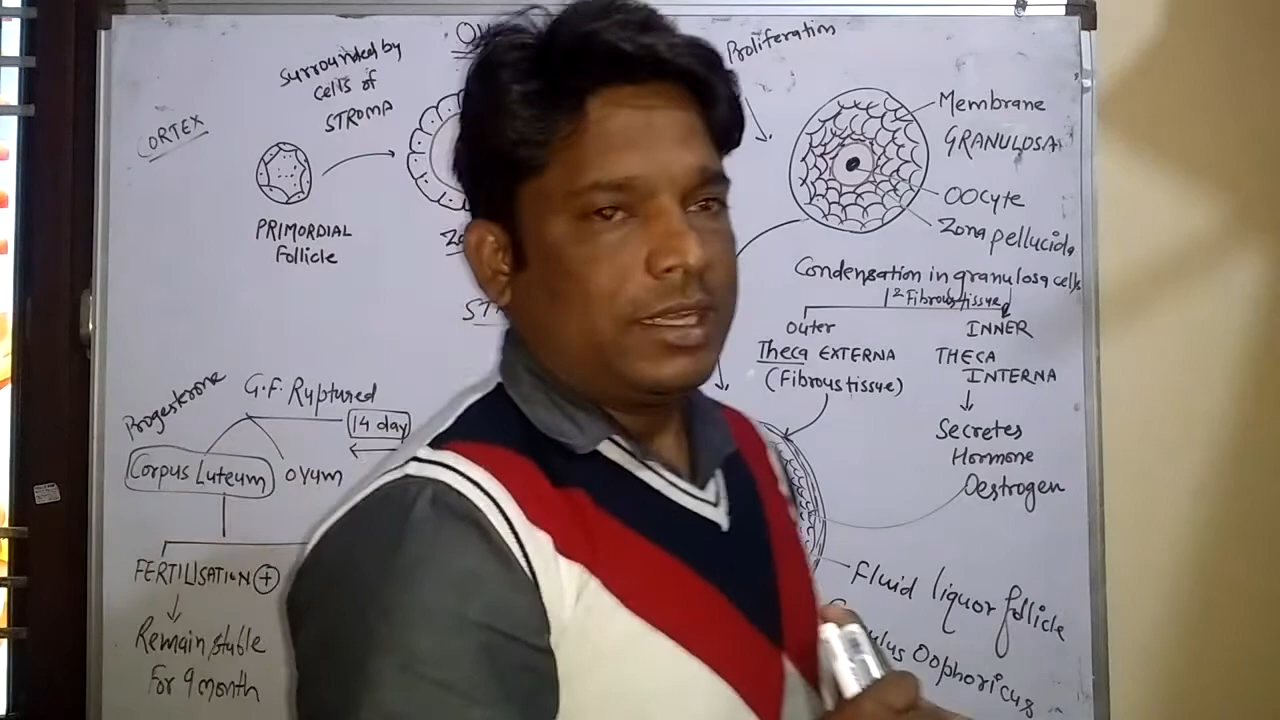 Surrounded by
cells of
STROMA
CORTEX
PRIMORDIAL
follicle
Proliferation
Membrane
GRANULOSA
OOcyte
Zona pellucida
Condensation in granulosa cells
Fibrous tissue
Outer
Theca EXTERNA
(Fibrous tissue)
INNER
THECA
INTERNA
Secretes
Hormone
Oestrogen
G.F. Ruptured
14 day
Progesterone
Corpus Luteum
OVUM
FERTILISATION +
Remain stable
For 9 month
Fluid liquor follicle
Oophoricus